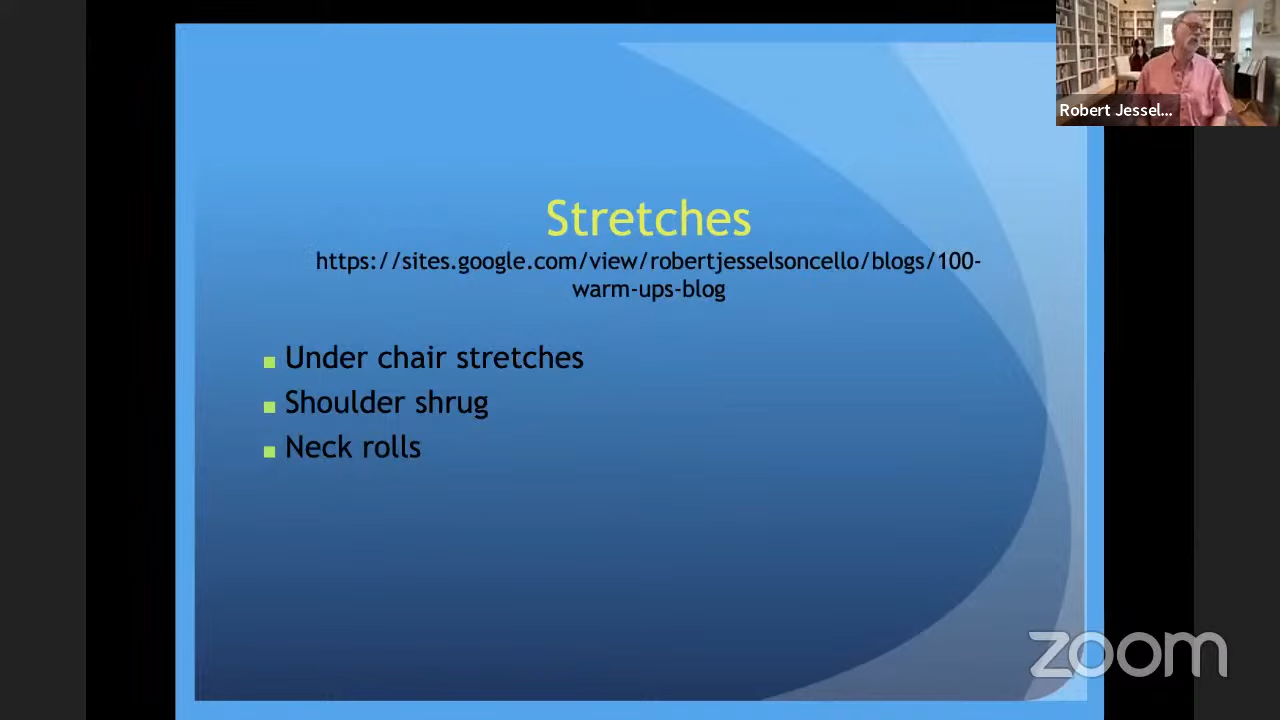 Robert Jessel...
Stretches
https://sites.google.com/view/robertjesselsoncello/blogs/100-
warm-ups-blog
Under chair stretches
Shoulder shrug
Neck rolls
zoom